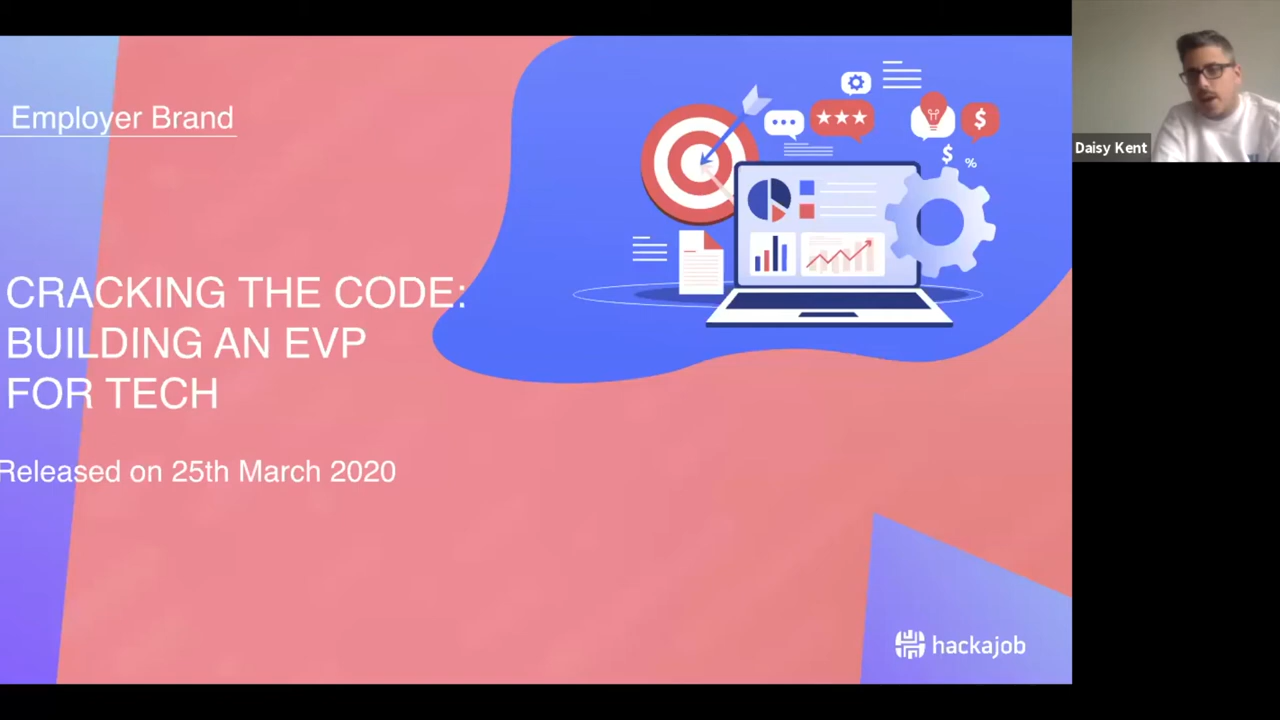 Employer Brand
CRACKING THE CODE:
BUILDING AN EVP
FOR TECH
Released on 25th March 2020
$
$
%
hackajob
Daisy Kent